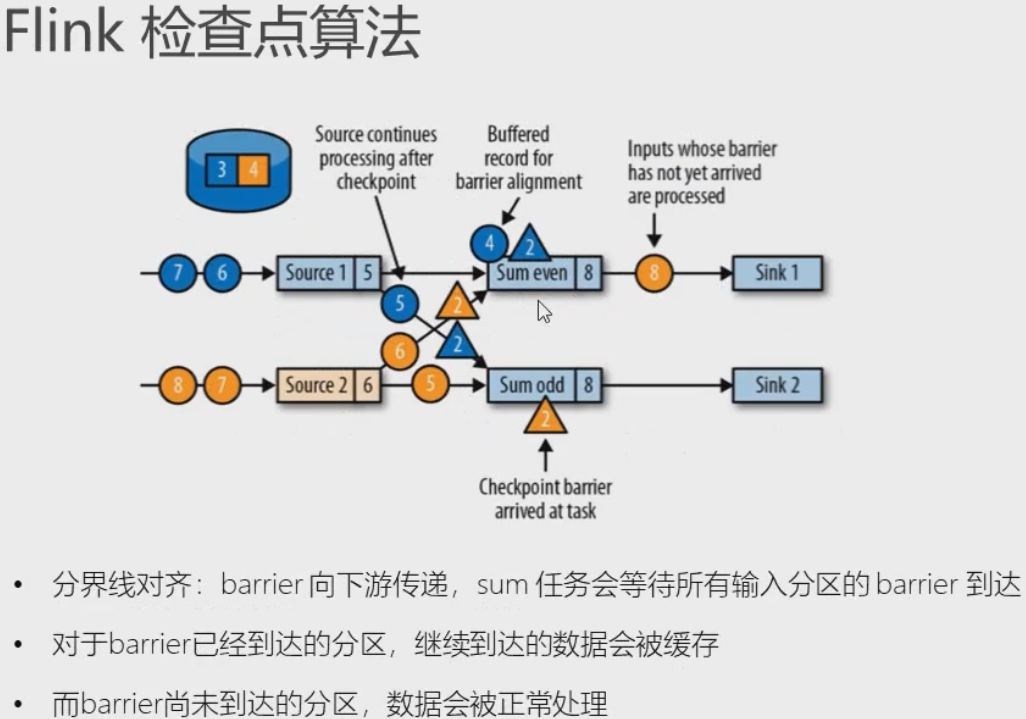 Flink 检查点算法
Source continues
processing after
checkpoint
Buffered
record for
barrier alignment
Inputs whose barrier
has not yet arrived
are processed
3 4
4 2
7 6 Source 1 5 Sum even 8 8 Sink 1
5 2
6 2
8 7 Source 2 6 5 Sum odd 8 Sink 2
2
Checkpoint barrier
arrived at task
• 分界线对齐：barrier 向下游传递，sum 任务会等待所有输入分区的 barrier 到达
• 对于barrier已经到达的分区，继续到达的数据会被缓存
• 而barrier尚未到达的分区，数据会被正常处理